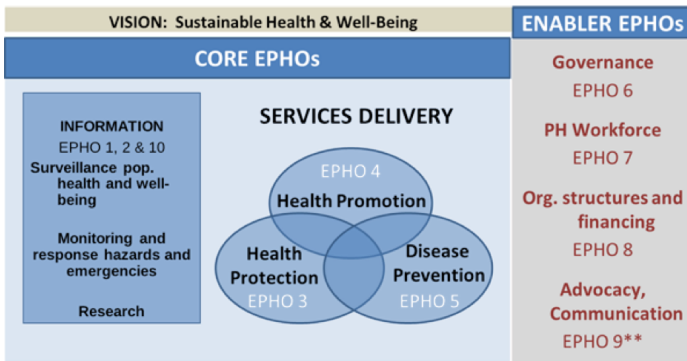 VISION: Sustainable Health & Well-Being
CORE EPHOs
INFORMATION
EPHO 1, 2 & 10
Surveillance pop.
health and well-
being
Monitoring and
response hazards and
emergencies
Research
SERVICES DELIVERY
EPHO 4
Health Promotion
Health
Protection
EPHO 3
Disease
Prevention
EPHO 5
ENABLER EPHOs
Governance
EPHO 6
PH Workforce
EPHO 7
Org. structures and
financing
EPHO 8
Advocacy,
Communication
EPHO 9**